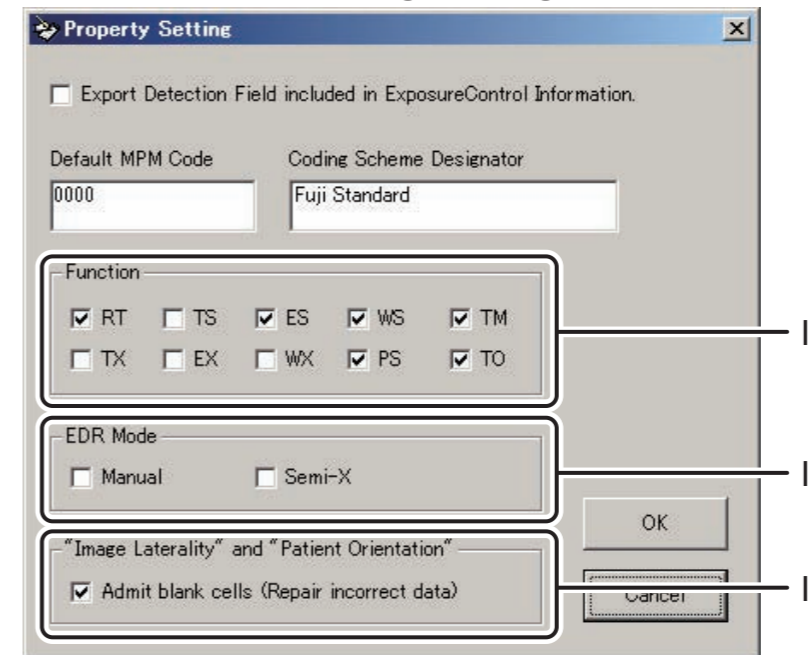 Property Setting
Export Detection Field included in ExposureControl Information.
Default MPM Code Coding Scheme Designator
0000 Fuji Standard
Function
RT TS ES WS TM
TX EX WX PS TO
EDR Mode
Manual Semi-X
OK
"Image Laterality" and "Patient Orientation"
Admit blank cells (Repair incorrect data)
Cancel